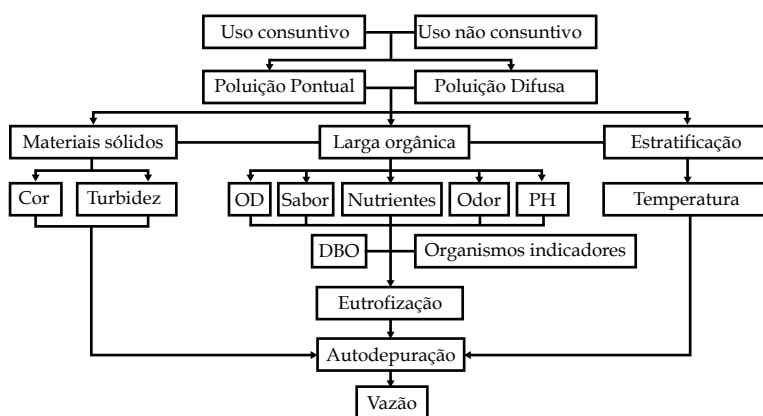 Uso consuntivo
Uso não consuntivo
Poluição Pontual
Poluição Difusa
Materiais sólidos
Larga orgânica
Estratificação
Cor
Turbidez
OD
Sabor
Nutrientes
Odor
PH
Temperatura
DBO
Organismos indicadores
Eutrofização
Autodepuração
Vazão